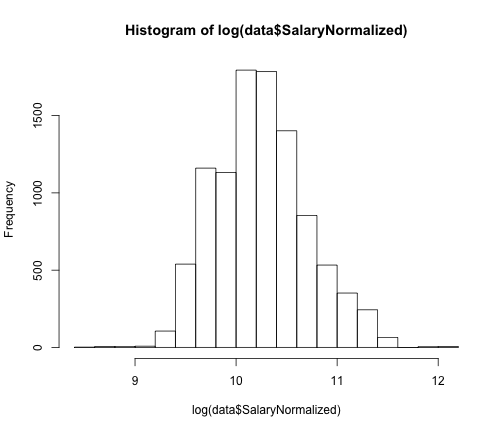 Histogram of log(data$SalaryNormalized)
Frequency
1500
1000
500
0
9 10 11 12
log(data$SalaryNormalized)